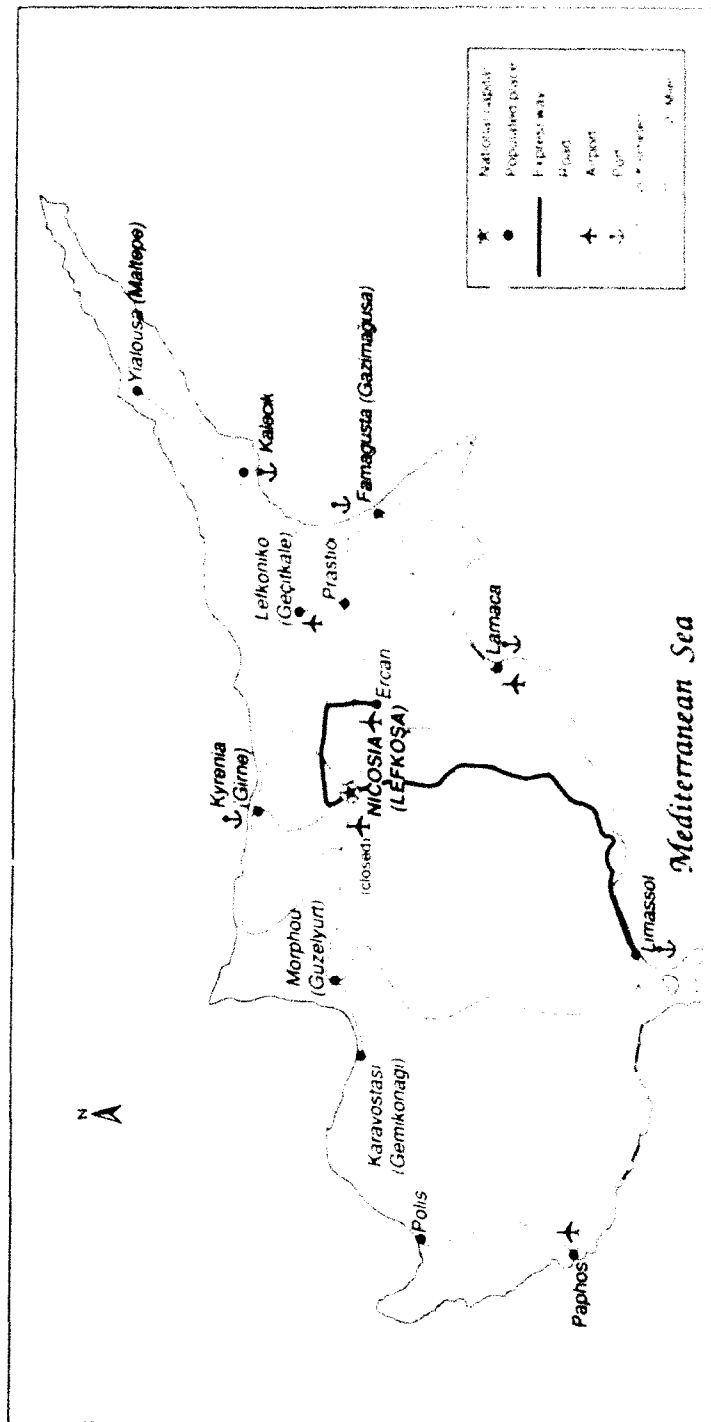 N
Yialousa (Maltepe)
Kyrenia
(Girne)
Kalecik
Lefkoniko
(Geçitkale)
Morphou
(Guzelyurt)
Prastio
Famagusta (Gazimağusa)
Karavostasi
(Gemikonagi)
(closed)
NICOSIA
(LEFKOŞA)
Ercan
Polis
Larnaca
Paphos
Limassol
Mediterranean Sea
National capital
Populated place
Expressway
Road
Airport
Port